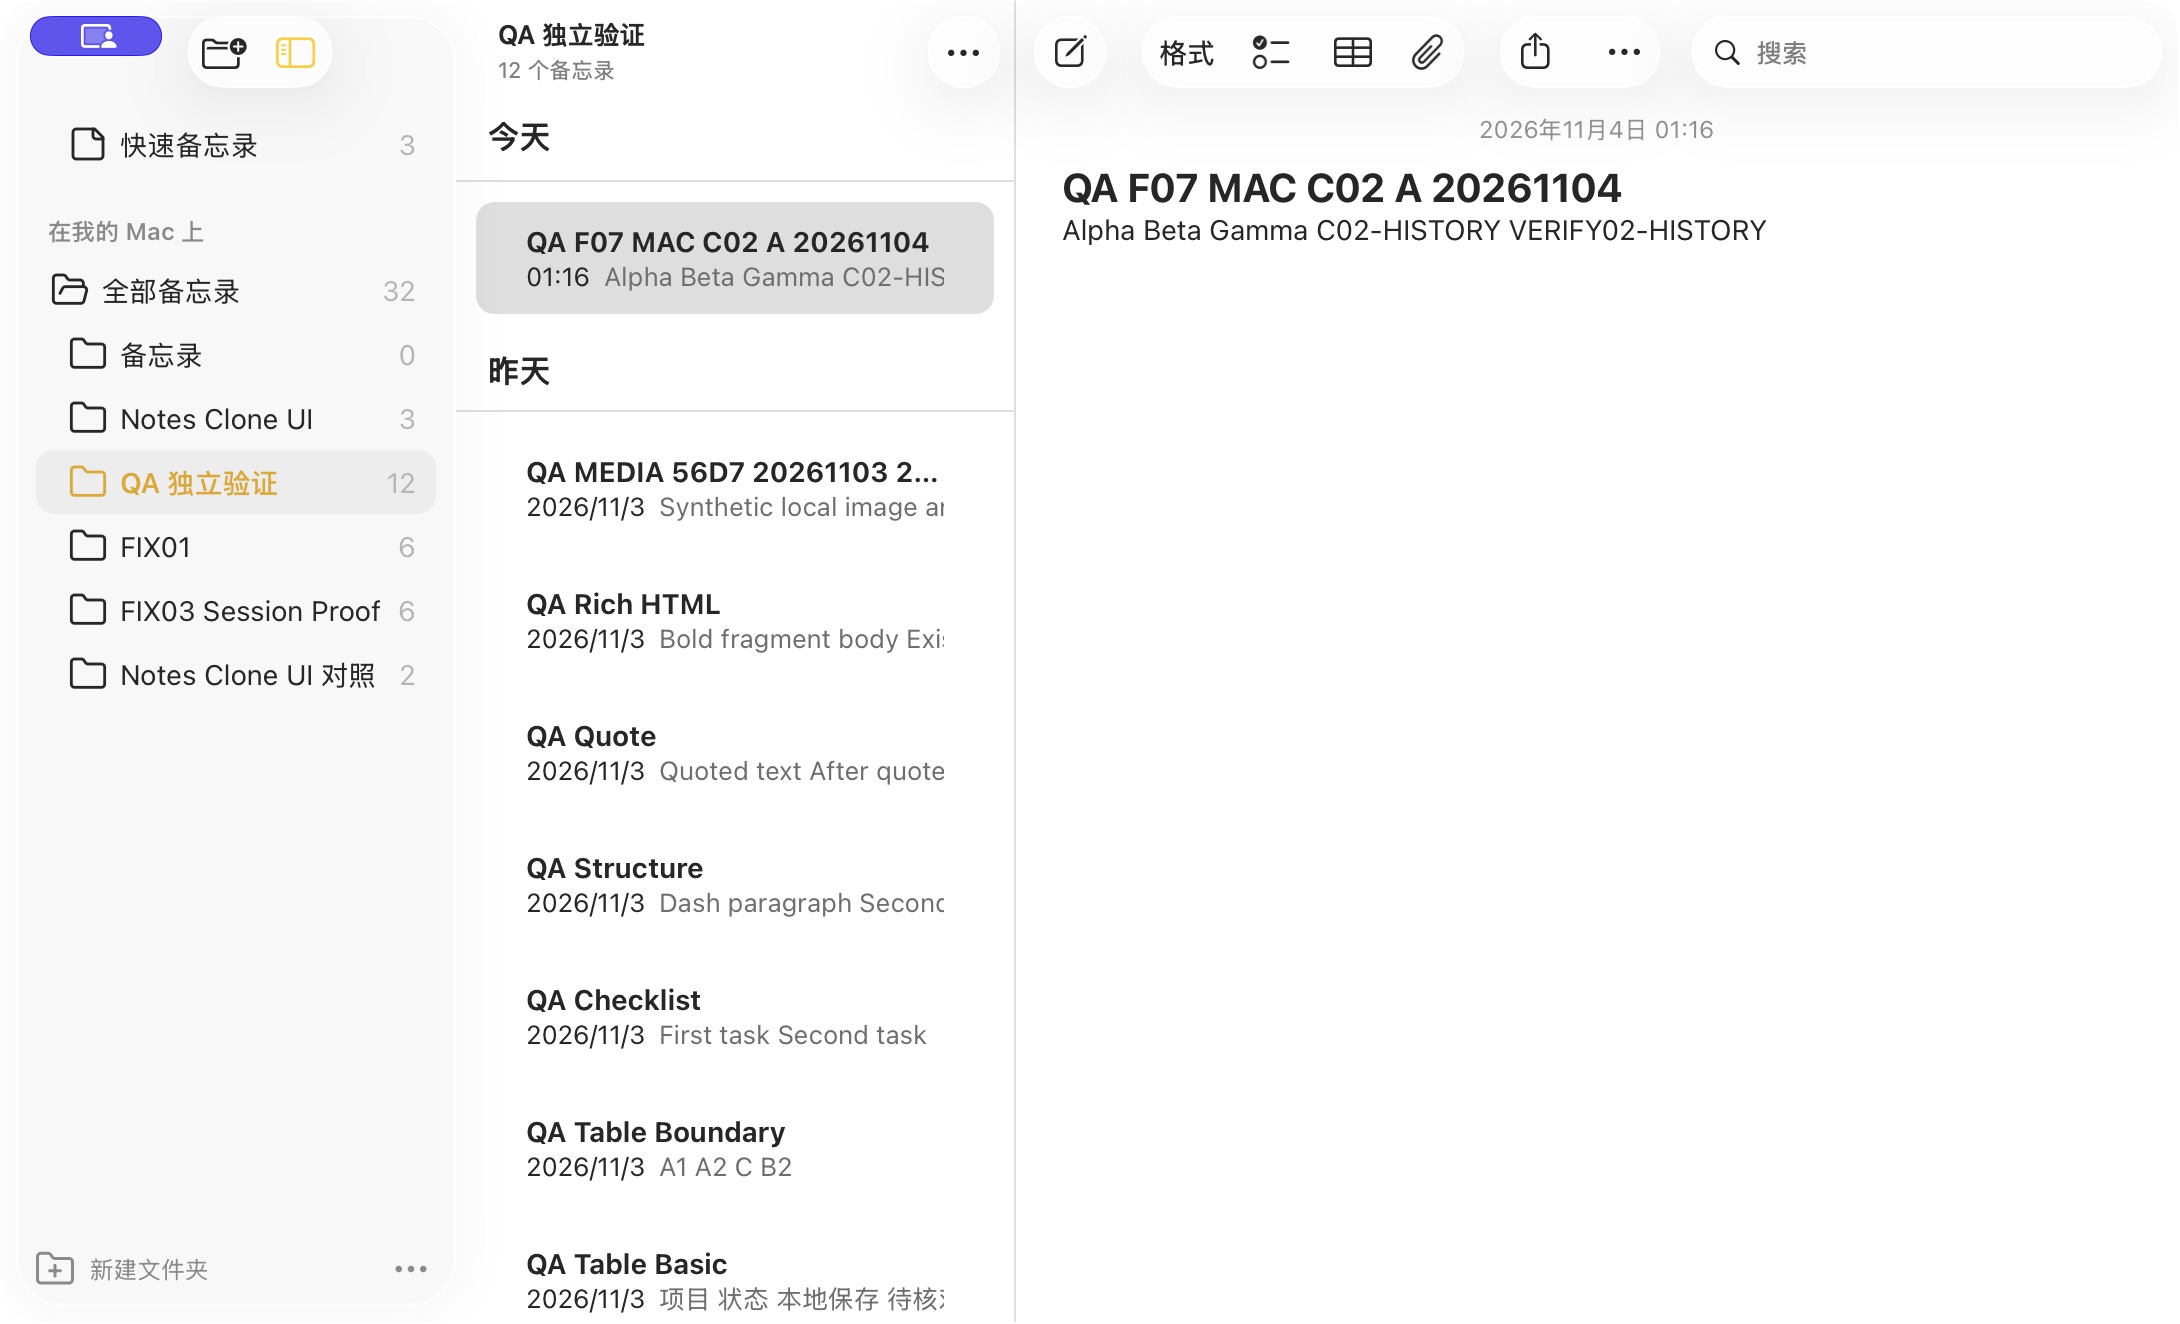 快速备忘录 3
在我的 Mac 上
全部备忘录 32
备忘录 0
Notes Clone UI 3
QA 独立验证 12
FIX01 6
FIX03 Session Proof 6
Notes Clone UI 对照 2
新建文件夹
QA 独立验证
12 个备忘录
今天
QA F07 MAC C02 A 20261104
01:16 Alpha Beta Gamma C02-HIS
昨天
QA MEDIA 56D7 20261103 2...
2026/11/3 Synthetic local image ar
QA Rich HTML
2026/11/3 Bold fragment body Exi
QA Quote
2026/11/3 Quoted text After quote
QA Structure
2026/11/3 Dash paragraph Second
QA Checklist
2026/11/3 First task Second task
QA Table Boundary
2026/11/3 A1 A2 C B2
QA Table Basic
2026/11/3 项目 状态 本地保存 待核
格式
搜索
2026年11月4日 01:16
QA F07 MAC C02 A 20261104
Alpha Beta Gamma C02-HISTORY VERIFY02-HISTORY